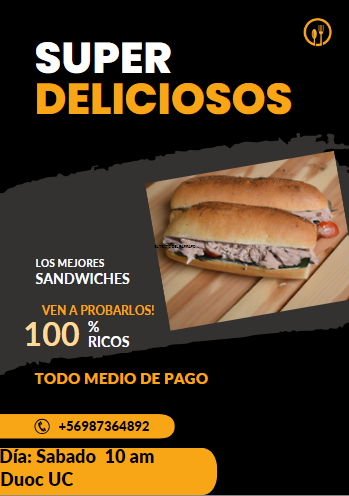 SUPER
DELICIOSOS
LOS MEJORES
SANDWICHES
VEN A PROBARLOS!
100 %
RICOS
TODO MEDIO DE PAGO
+56987364892
Día: Sabado 10 am
Duoc UC